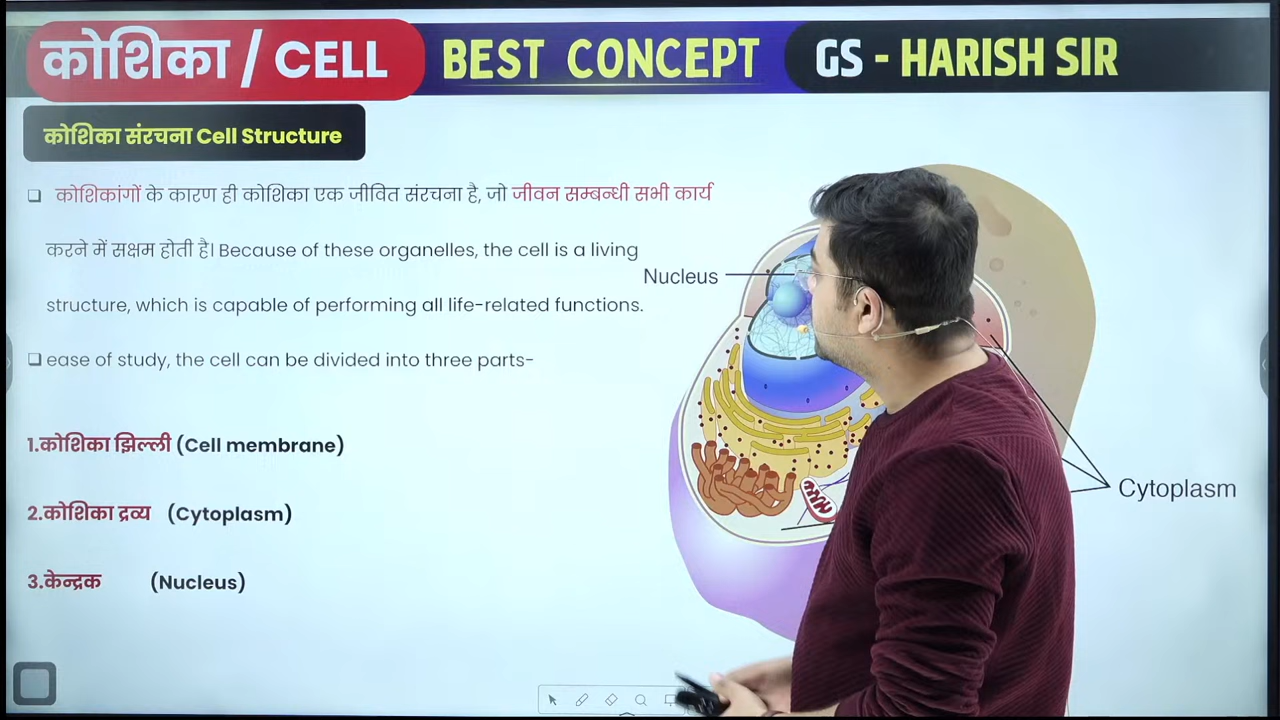 कोशिका / CELL BEST CONCEPT GS - HARISH SIR
कोशिका संरचना Cell Structure
❑ कोशिकांगों के कारण ही कोशिका एक जीवित संरचना है, जो जीवन सम्बन्धी सभी कार्य
करने में सक्षम होती है। Because of these organelles, the cell is a living
Nucleus
structure, which is capable of performing all life-related functions.
❑ ease of study, the cell can be divided into three parts-
1.कोशिका झिल्ली (Cell membrane)
Cytoplasm
2.कोशिका द्रव्य (Cytoplasm)
3.केन्द्रक (Nucleus)